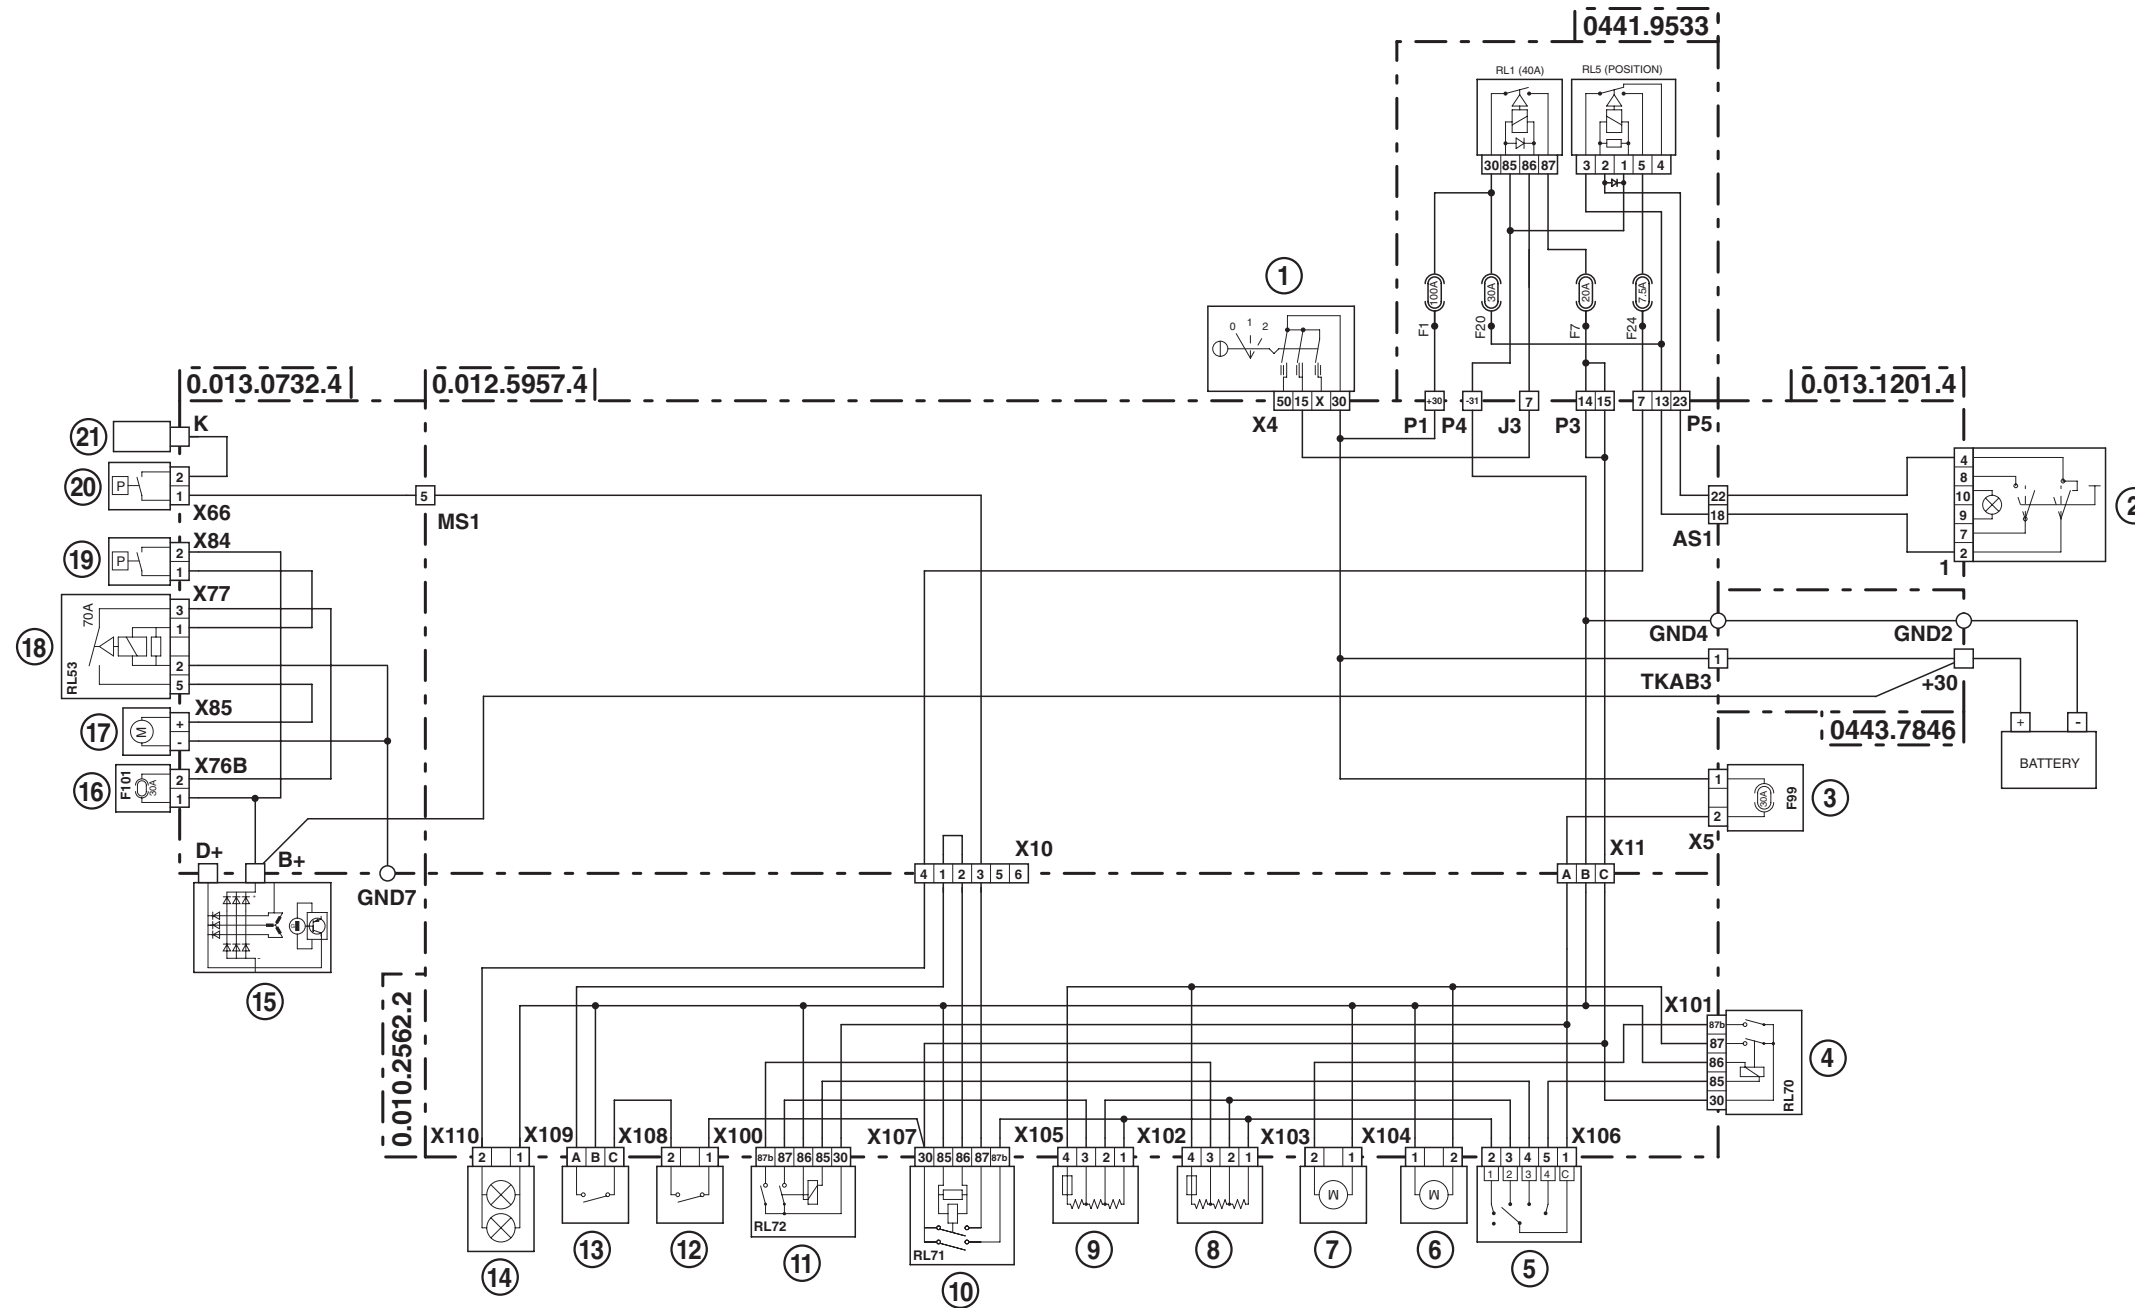 0441.9533
RL1 (40A) RL5 (POSITION)
30 85 86 87 3 2 1 5 4
1
0 1 2
100A 30A 20A 7.5A
F1 F20 F7 F24
0.013.0732.4 0.012.5957.4 0.013.1201.4
50 15 X 30 +30 -31 7 14 15 7 13 23
X4 P1 P4 J3 P3 P5
21 K
20 P 2
1
X66
5
MS1
4
8
10
9
7
2
1
2
22
18
AS1
19 P X84
2
1
X77
18 70A RL53
3
1
2
5
GND4 GND2
1
TKAB3 +30
X85
17 M + -
0443.7846
+ -
BATTERY
X76B
16 F101 30A 2
1
1
2
30A F99 3
X5
D+ B+
GND7
X10
4 1 2 3 5 6
X11
A B C
15
0.010.2562.2
X101
87b
87
86
85
30
RL70
4
X110 X109 X108 X100 X107 X105 X102 X103 X104 X106
2 1 A B C 2 1 87b 87 86 85 30 30 85 86 87 87b 4 3 2 1 4 3 2 1 2 1 1 2 2 3 4 5 1
1 2 3 4 C
M M
RL72
RL71
14 13 12 11 10 9 8 7 6 5